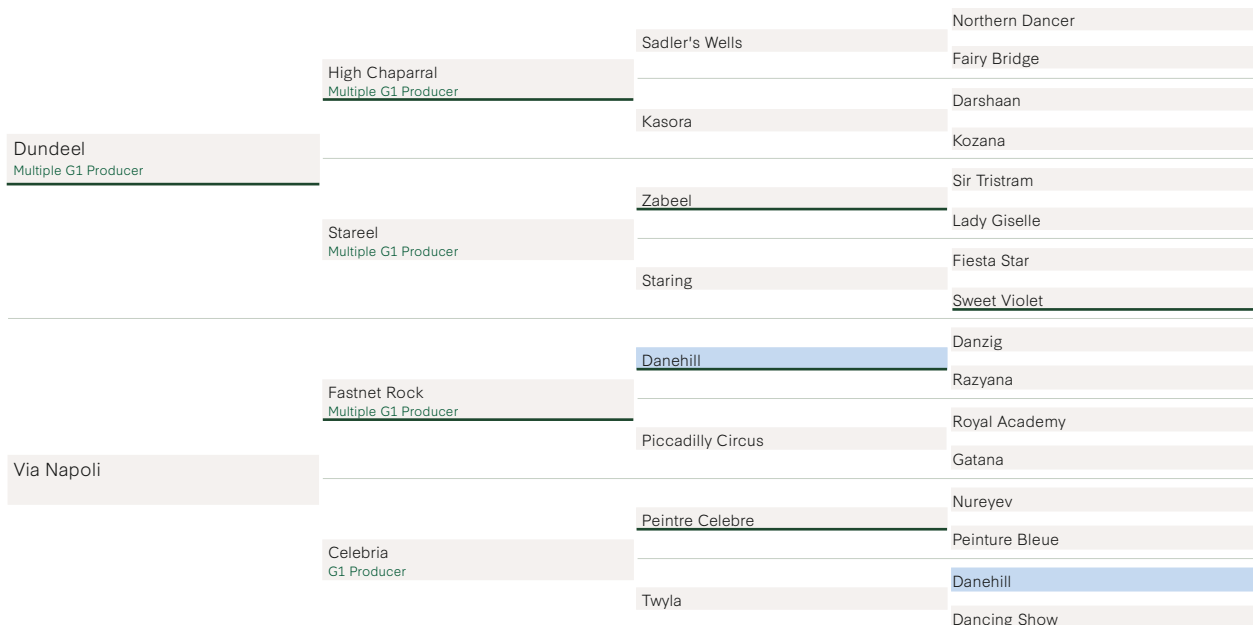 Dundeel
Multiple G1 Producer
Via Napoli
High Chaparral
Multiple G1 Producer
Stareel
Multiple G1 Producer
Fastnet Rock
Multiple G1 Producer
Celebria
G1 Producer
Sadler's Wells
Kasora
Zabeel
Staring
Danehill
Piccadilly Circus
Peintre Celebre
Twyla
Northern Dancer
Fairy Bridge
Darshaan
Kozana
Sir Tristram
Lady Giselle
Fiesta Star
Sweet Violet
Danzig
Razyana
Royal Academy
Gatana
Nureyev
Peinture Bleue
Danehill
Dancing Show